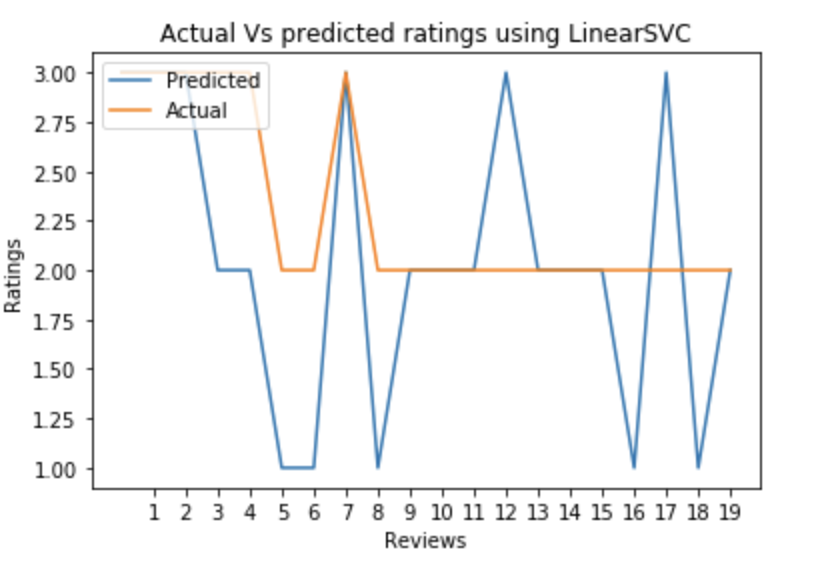 Actual Vs predicted ratings using LinearSVC
Predicted
Actual
3.00
2.75
2.50
2.25
2.00
1.75
1.50
1.25
1.00
Ratings
1 2 3 4 5 6 7 8 9 10 11 12 13 14 15 16 17 18 19
Reviews